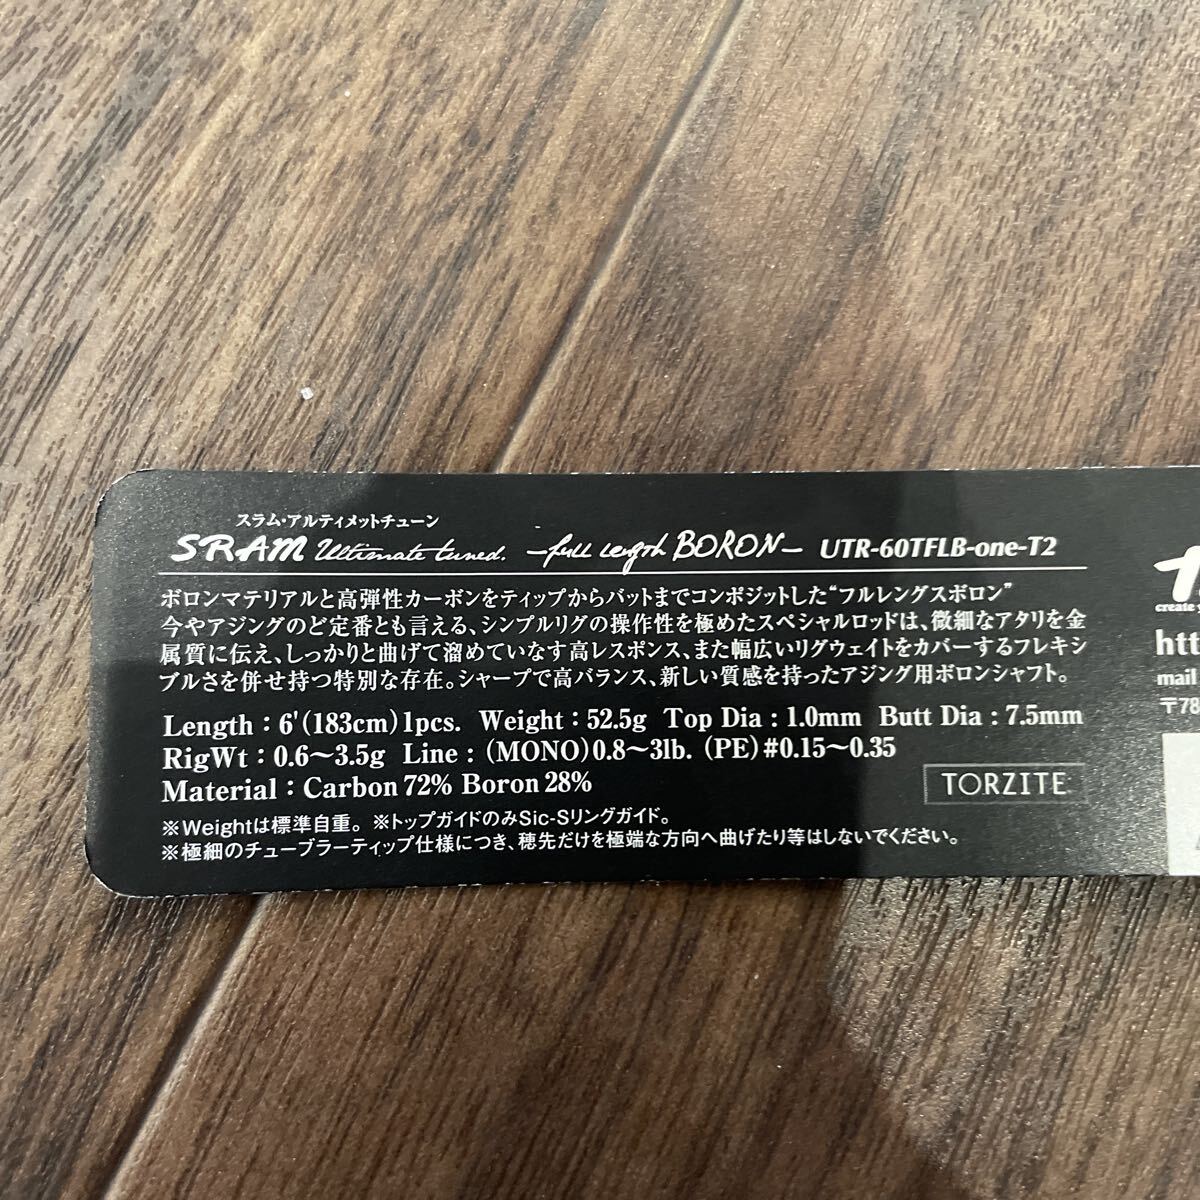 スラム・アルティメットチューン
SRAM Ultimate tuned. -full length BORON- UTR-60TFLB-one-T2
ボロンマテリアルと高弾性カーボンをティップからバットまでコンポジットした“フルレングスボロン”
今やアジングのど定番とも言える、シンプルリグの操作性を極めたスペシャルロッドは、微細なアタリを金
属質に伝え、しっかりと曲げて溜めていなす高レスポンス、また幅広いリグウェイトをカバーするフレキシ
ブルさを併せ持つ特別な存在。シャープで高バランス、新しい質感を持ったアジング用ボロンシャフト。
Length : 6'(183cm)1pcs. Weight : 52.5g Top Dia : 1.0mm Butt Dia : 7.5mm
RigWt : 0.6〜3.5g Line : (MONO)0.8〜3lb. (PE)#0.15〜0.35
Material : Carbon 72% Boron 28%
TORZITE
※Weightは標準自重。 ※トップガイドのみSic-Sリングガイド。
※極細のチューブラーティップ仕様につき、穂先だけを極端な方向へ曲げたり等はしないでください。
create
htt
mail
〒78